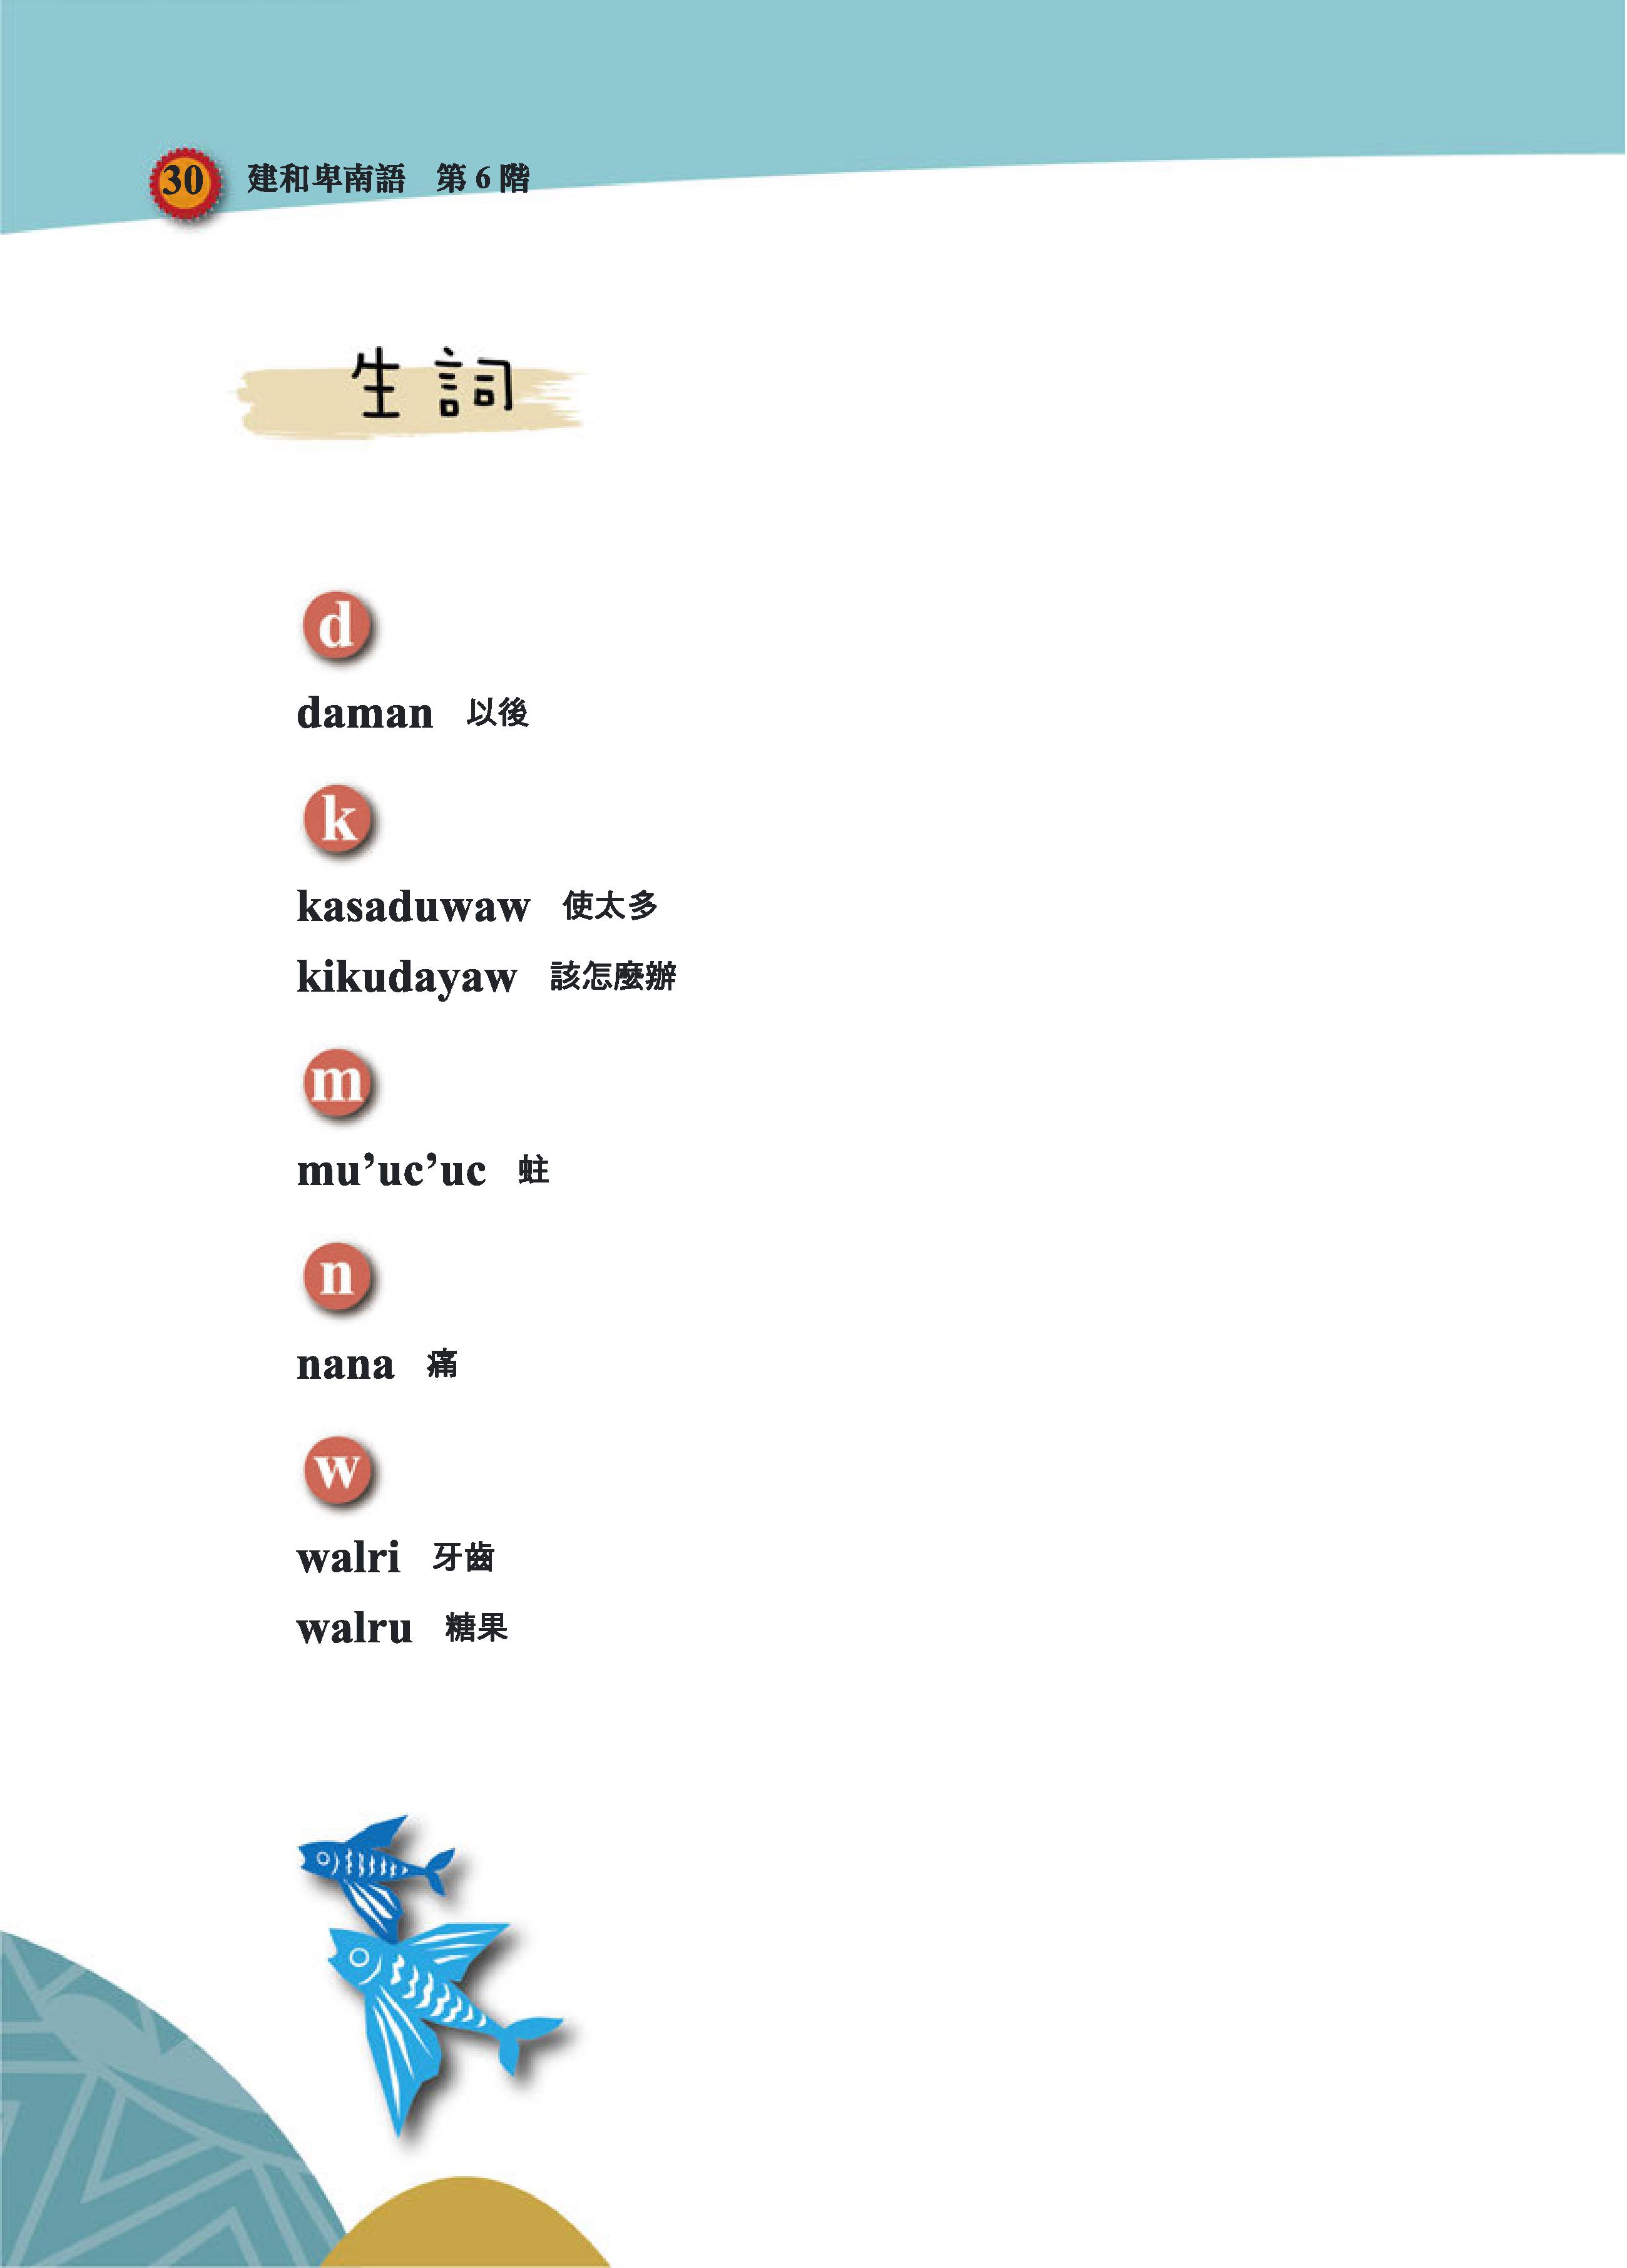 30 建和卑南語 第6階
生詞
d
daman 以後
k
kasaduwaw 使太多
kikudayaw 該怎麼辦
m
mu’uc’uc 蛀
n
nana 痛
w
walri 牙齒
walru 糖果